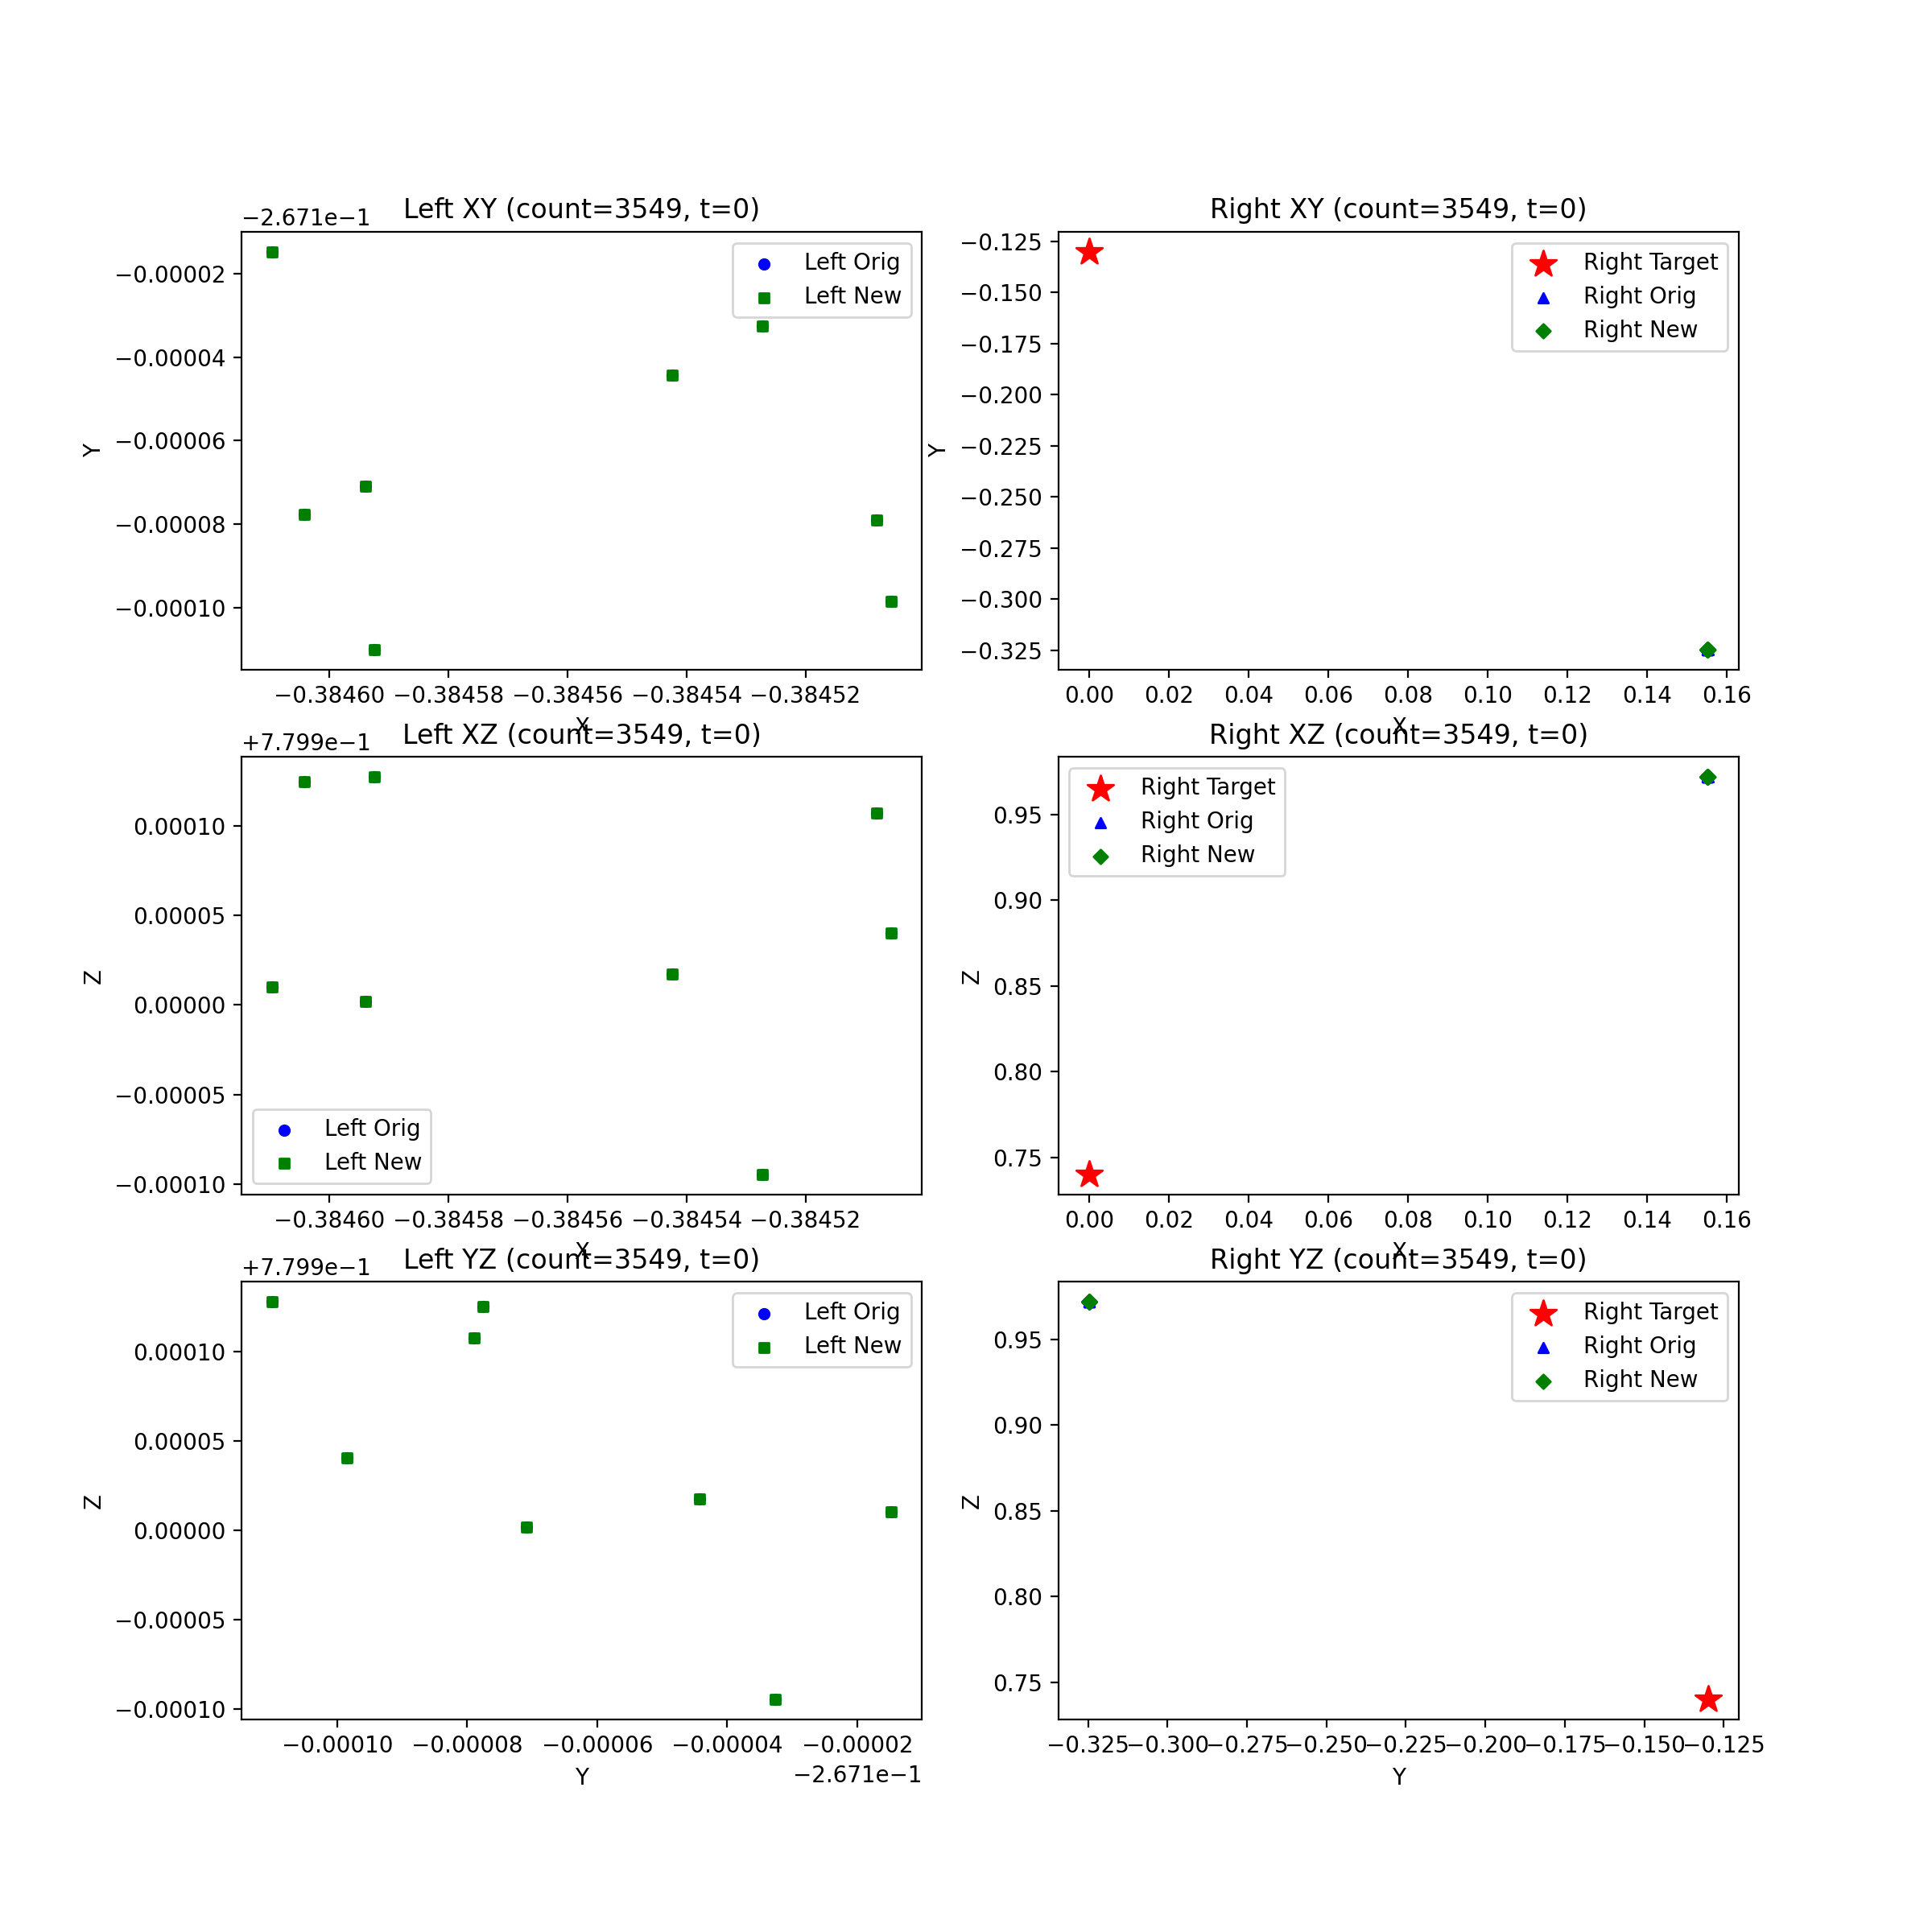 Left XY (count=3549, t=0)
−2.671e−1
−0.00002
−0.00004
−0.00006
−0.00008
−0.00010
Y
Left Orig
Left New
−0.38460 −0.38458 −0.38456 −0.38454 −0.38452
X
Right XY (count=3549, t=0)
−0.125
−0.150
−0.175
−0.200
−0.225
−0.250
−0.275
−0.300
−0.325
Y
Right Target
Right Orig
Right New
0.00 0.02 0.04 0.06 0.08 0.10 0.12 0.14 0.16
X
Left XZ (count=3549, t=0)
+7.799e−1
0.00010
0.00005
0.00000
−0.00005
−0.00010
Z
Left Orig
Left New
−0.38460 −0.38458 −0.38456 −0.38454 −0.38452
X
Right XZ (count=3549, t=0)
0.95
0.90
0.85
0.80
0.75
Z
Right Target
Right Orig
Right New
0.00 0.02 0.04 0.06 0.08 0.10 0.12 0.14 0.16
X
Left YZ (count=3549, t=0)
+7.799e−1
0.00010
0.00005
0.00000
−0.00005
−0.00010
Z
Left Orig
Left New
−0.00010 −0.00008 −0.00006 −0.00004 −0.00002
Y
−2.671e−1
Right YZ (count=3549, t=0)
0.95
0.90
0.85
0.80
0.75
Z
Right Target
Right Orig
Right New
−0.325 −0.300 −0.275 −0.250 −0.225 −0.200 −0.175 −0.150 −0.125
Y